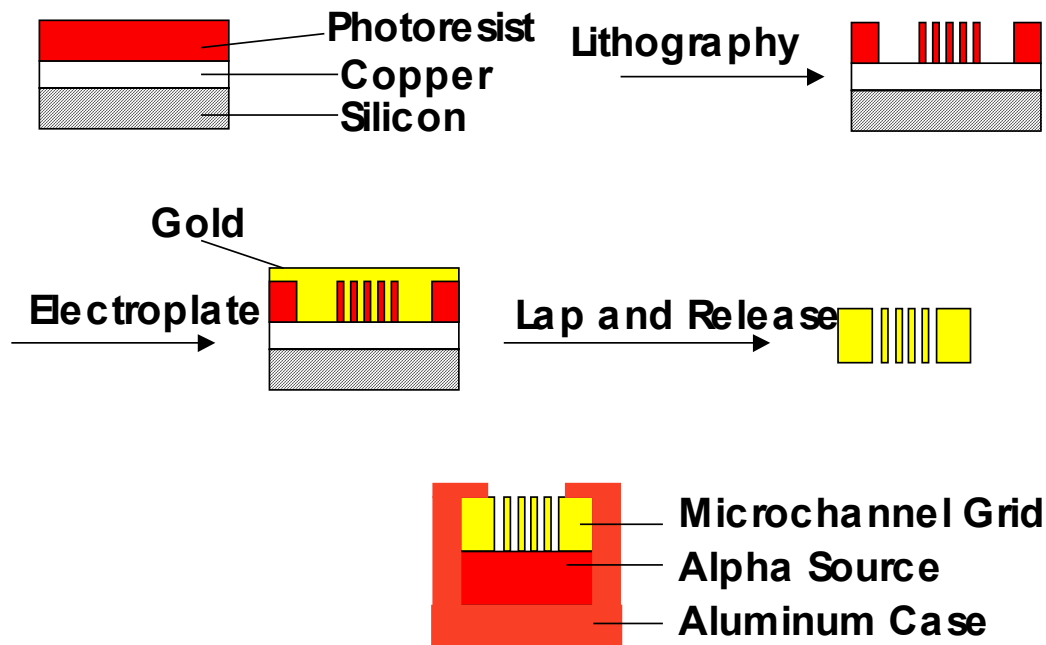 Photoresist
Copper
Silicon
Lithography
Gold
Electroplate
Lap and Release
Microchannel Grid
Alpha Source
Aluminum Case